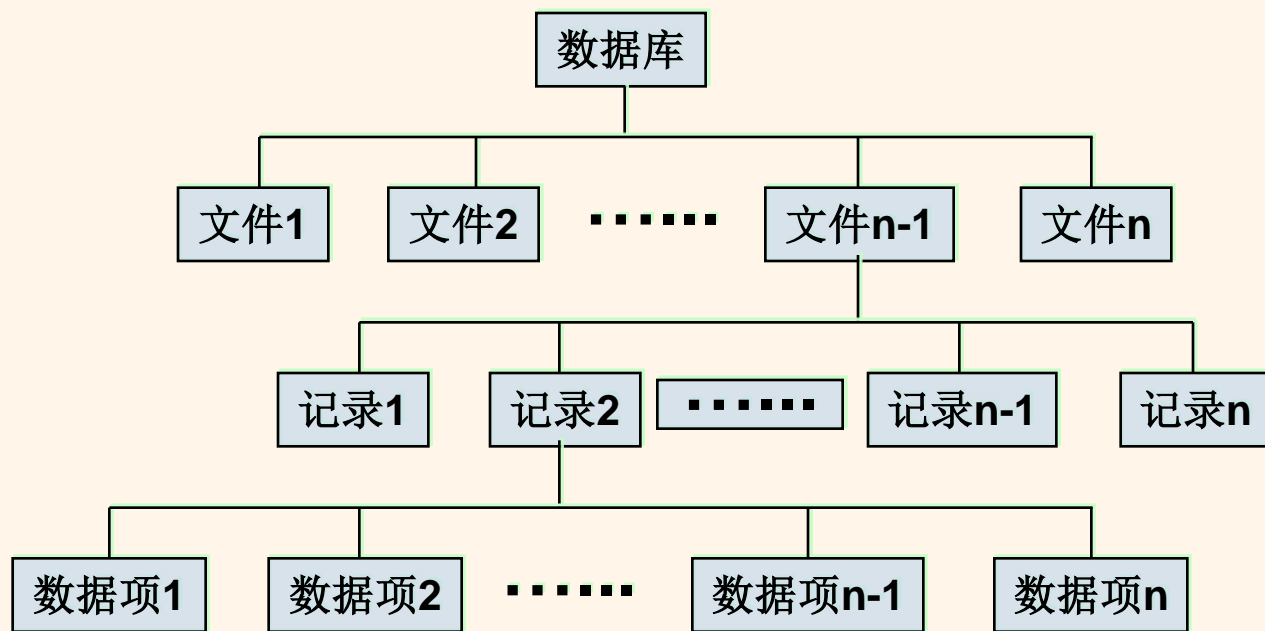 数据库
文件1 文件2 …… 文件n-1 文件n
记录1 记录2 …… 记录n-1 记录n
数据项1 数据项2 …… 数据项n-1 数据项n